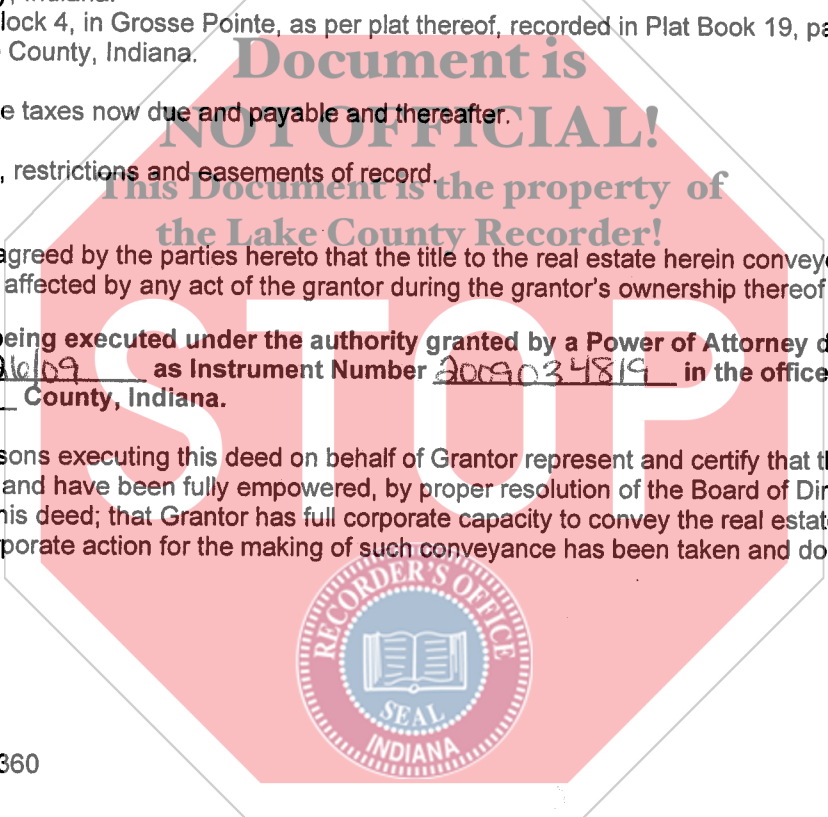 , Indiana.
lock 4, in Grosse Pointe, as per plat thereof, recorded in Plat Book 19, pa
County, Indiana.
Document is
e taxes now due and payable and thereafter.
NOT OFFICIAL!
, restrictions and easements of record.
This Document is the property of
the Lake County Recorder!
agreed by the parties hereto that the title to the real estate herein conveye
affected by any act of the grantor during the grantor's ownership thereof
STOP
eing executed under the authority granted by a Power of Attorney d
6/09 as Instrument Number 2009034819 in the office
County, Indiana.
sons executing this deed on behalf of Grantor represent and certify that th
and have been fully empowered, by proper resolution of the Board of Dir
his deed; that Grantor has full corporate capacity to convey the real estat
porate action for the making of such conveyance has been taken and do
RECORDER'S OFFICE
SEAL
INDIANA
360